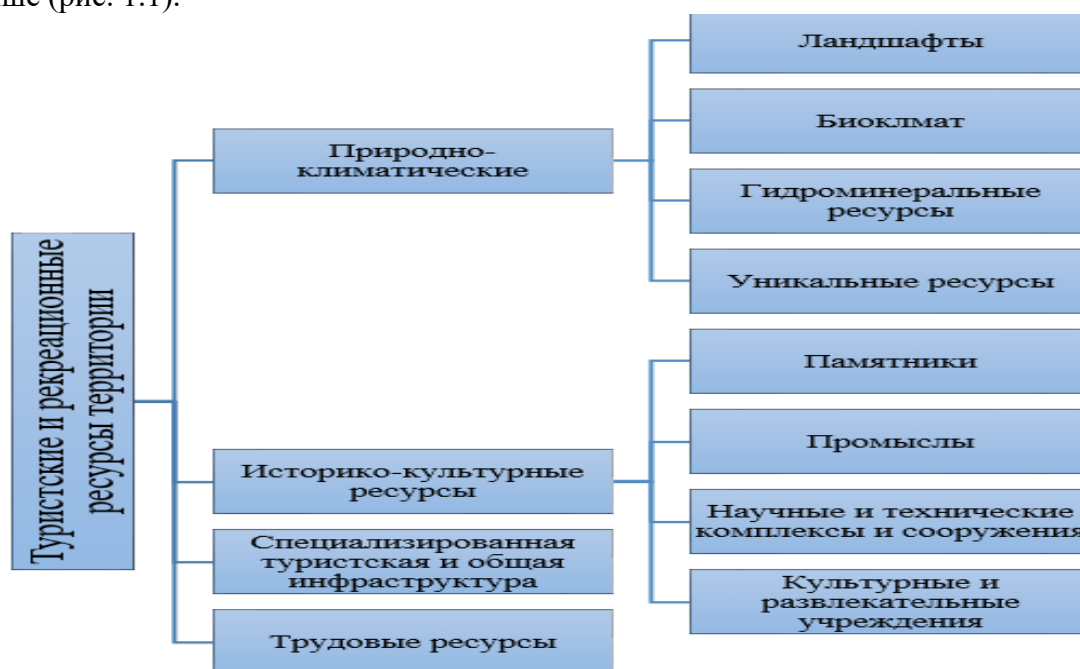 (рис. 1.1).
Туристские и рекреационные
ресурсы территории
Природно-
климатические
Ландшафты
Биоклмат
Гидроминеральные
ресурсы
Уникальные ресурсы
Историко-культурные
ресурсы
Памятники
Промыслы
Научные и технические
комплексы и сооружения
Культурные и
развлекательные
учреждения
Специализированная
туристская и общая
инфраструктура
Трудовые ресурсы